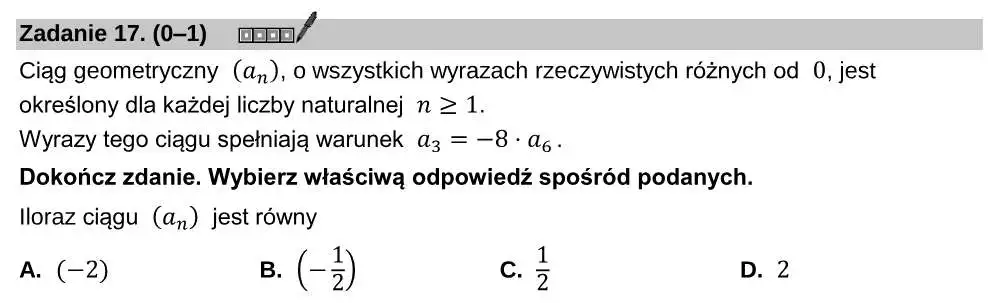 Zadanie 17. (0–1)
Ciąg geometryczny (aₙ), o wszystkich wyrazach rzeczywistych różnych od 0, jest
określony dla każdej liczby naturalnej n ≥ 1.
Wyrazy tego ciągu spełniają warunek a₃ = −8 · a₆ .
Dokończ zdanie. Wybierz właściwą odpowiedź spośród podanych.
Iloraz ciągu (aₙ) jest równy
A. (−2) B. (−1/2) C. 1/2 D. 2